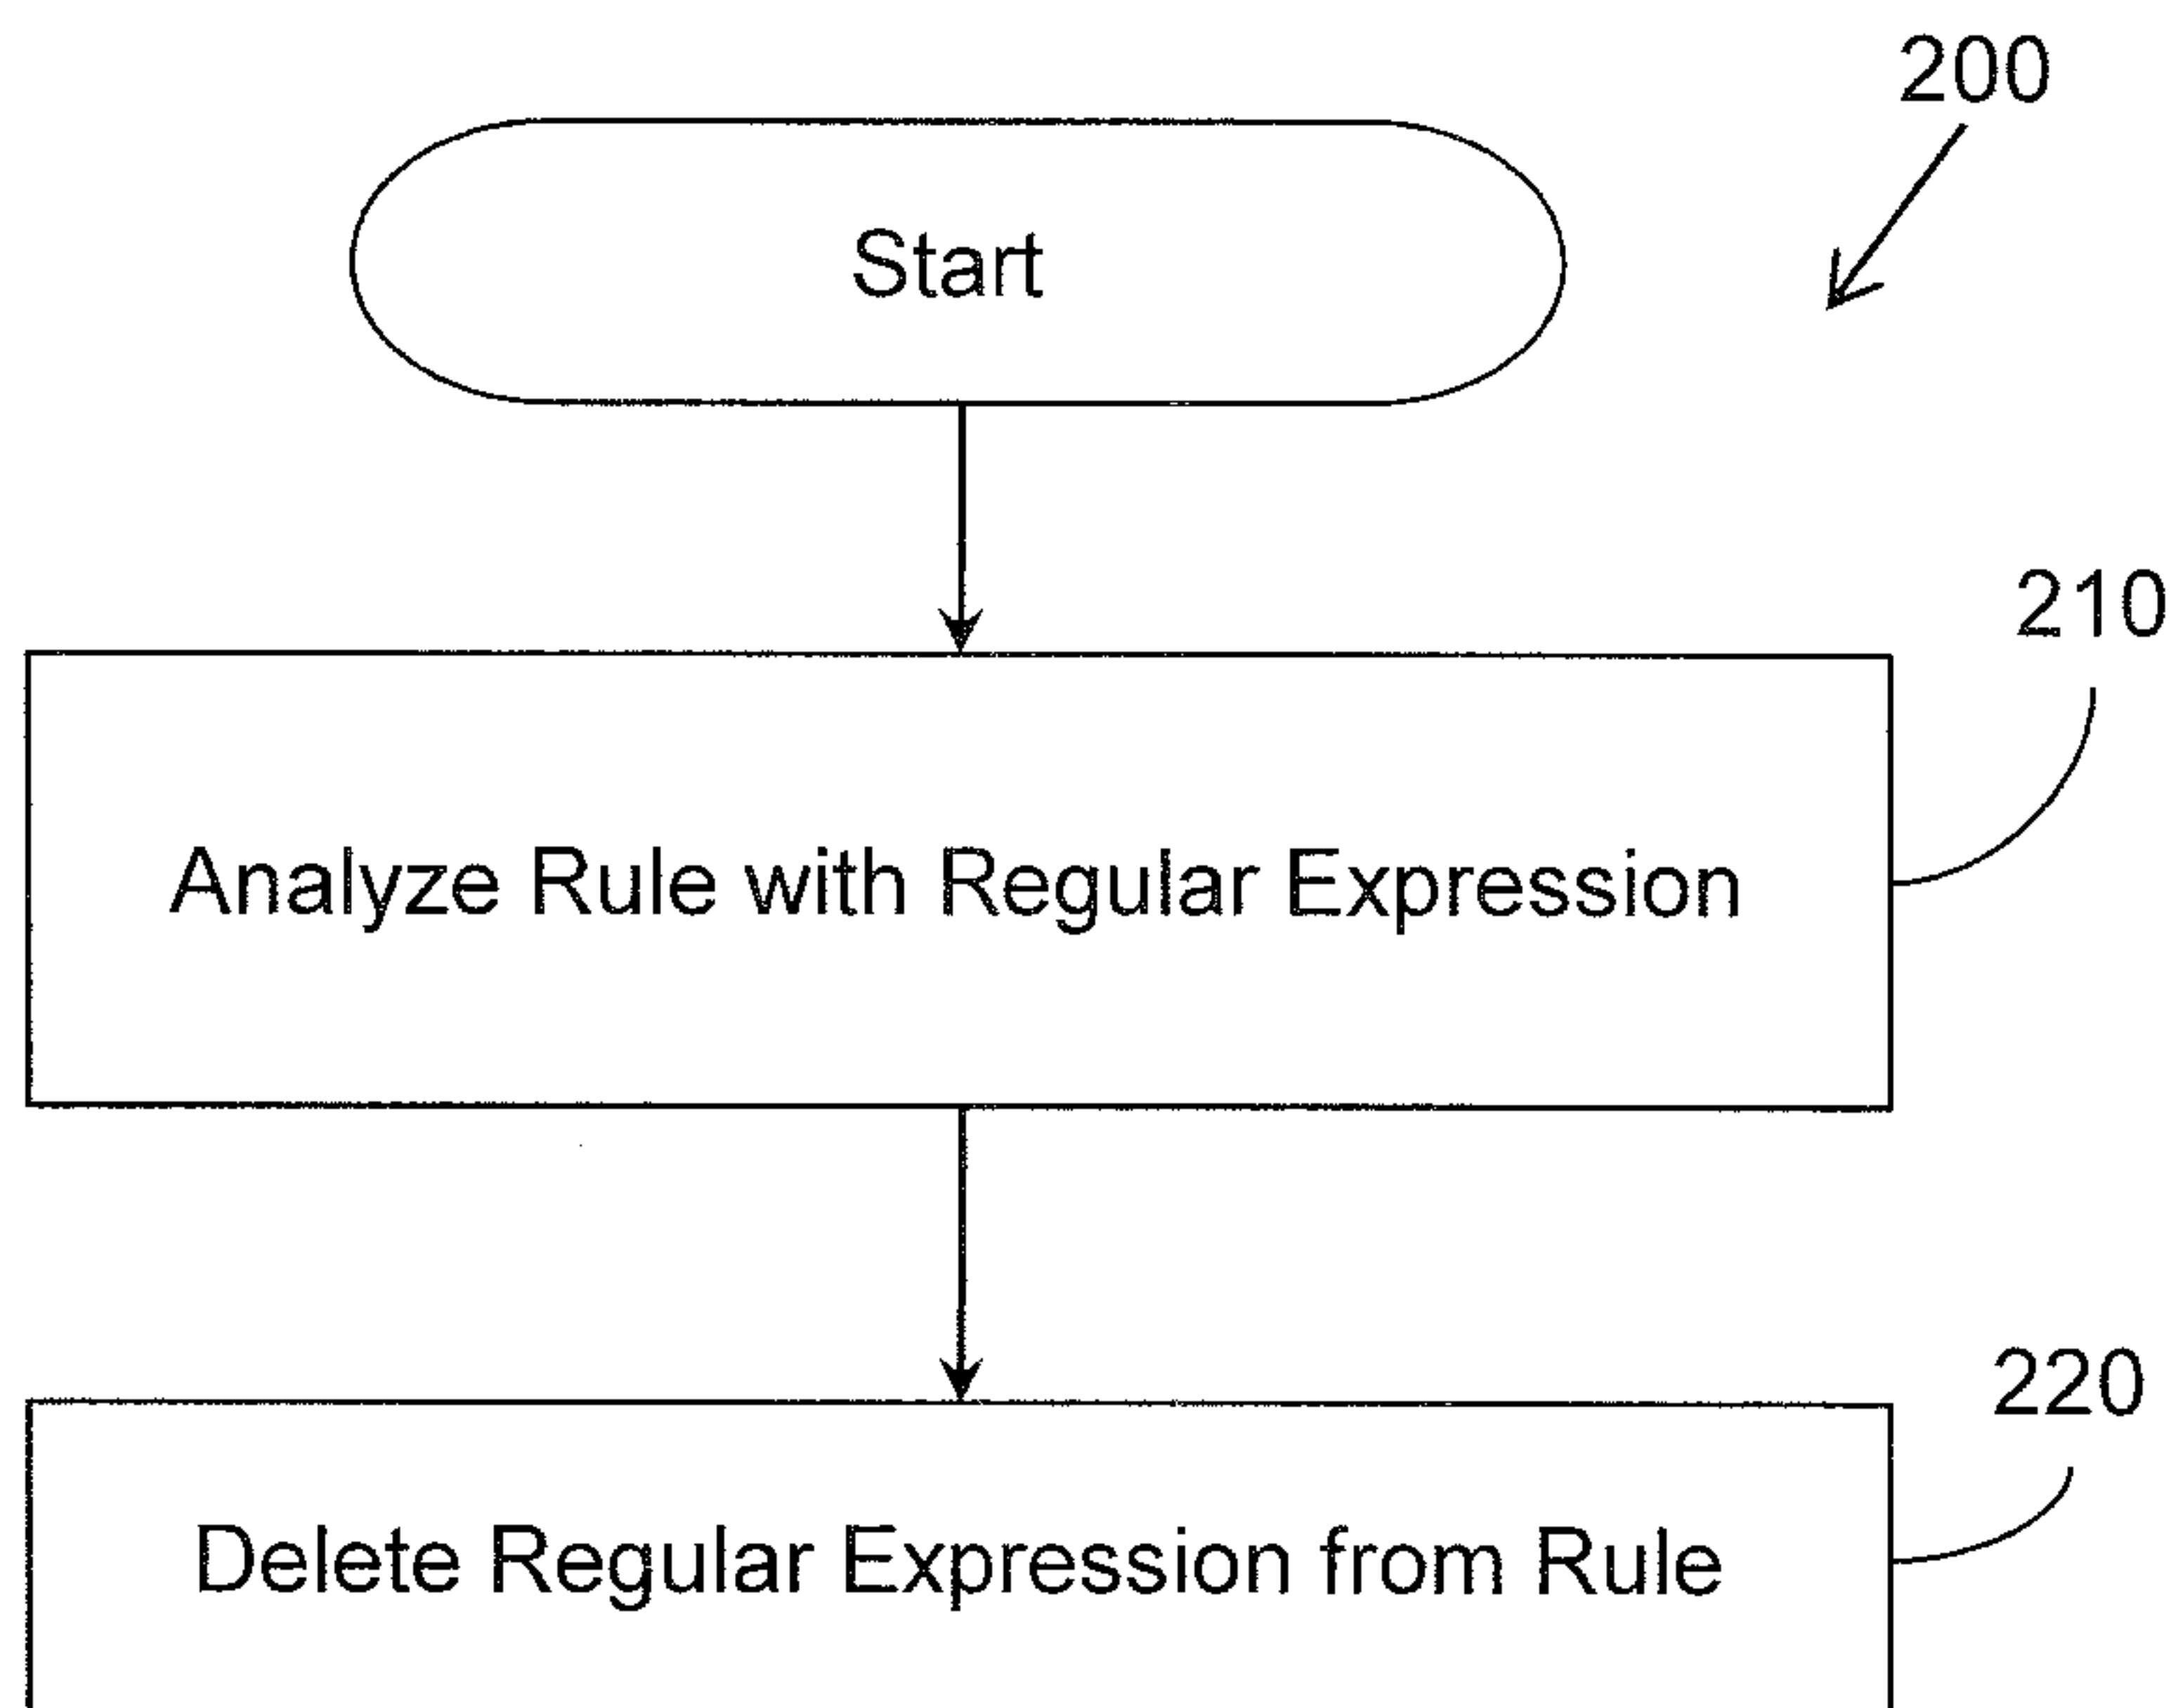 200
Start
210
Analyze Rule with Regular Expression
220
Delete Regular Expression from Rule